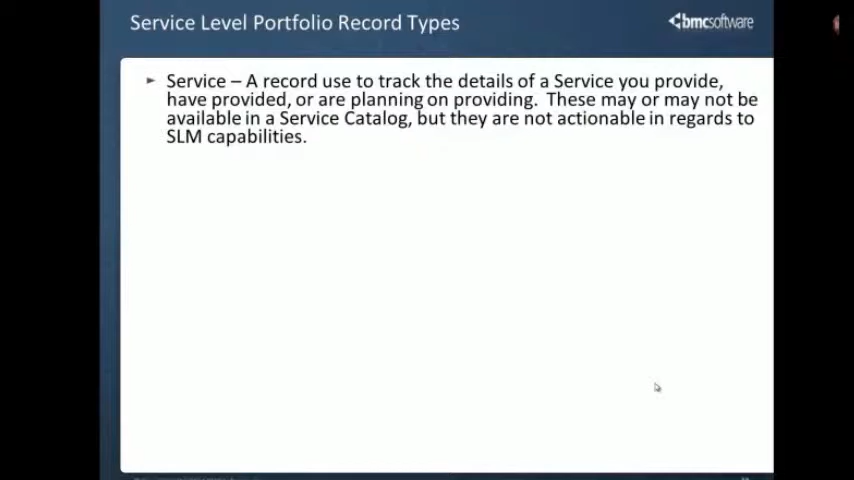 Service Level Portfolio Record Types
bmcsoftware
Service – A record use to track the details of a Service you provide,
have provided, or are planning on providing. These may or may not be
available in a Service Catalog, but they are not actionable in regards to
SLM capabilities.